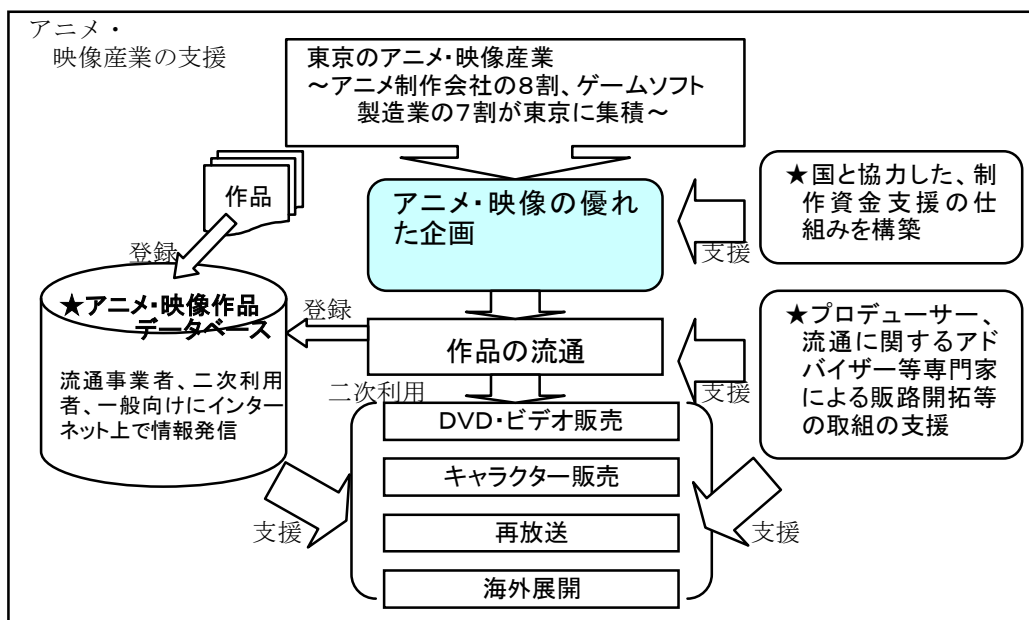 アニメ・
映像産業の支援
東京のアニメ・映像産業
～アニメ制作会社の８割、ゲームソフト
製造業の７割が東京に集積～
作品
登録
アニメ・映像の優れ
た企画
★国と協力した、制
作資金支援の仕
組みを構築
支援
★アニメ・映像作品
データベース
流通事業者、二次利用
者、一般向けにインター
ネット上で情報発信
登録
作品の流通
★プロデューサー、
流通に関するアド
バイザー等専門家
による販路開拓等
の取組の支援
支援
二次利用
ＤＶＤ・ビデオ販売
キャラクター販売
再放送
海外展開
支援
支援